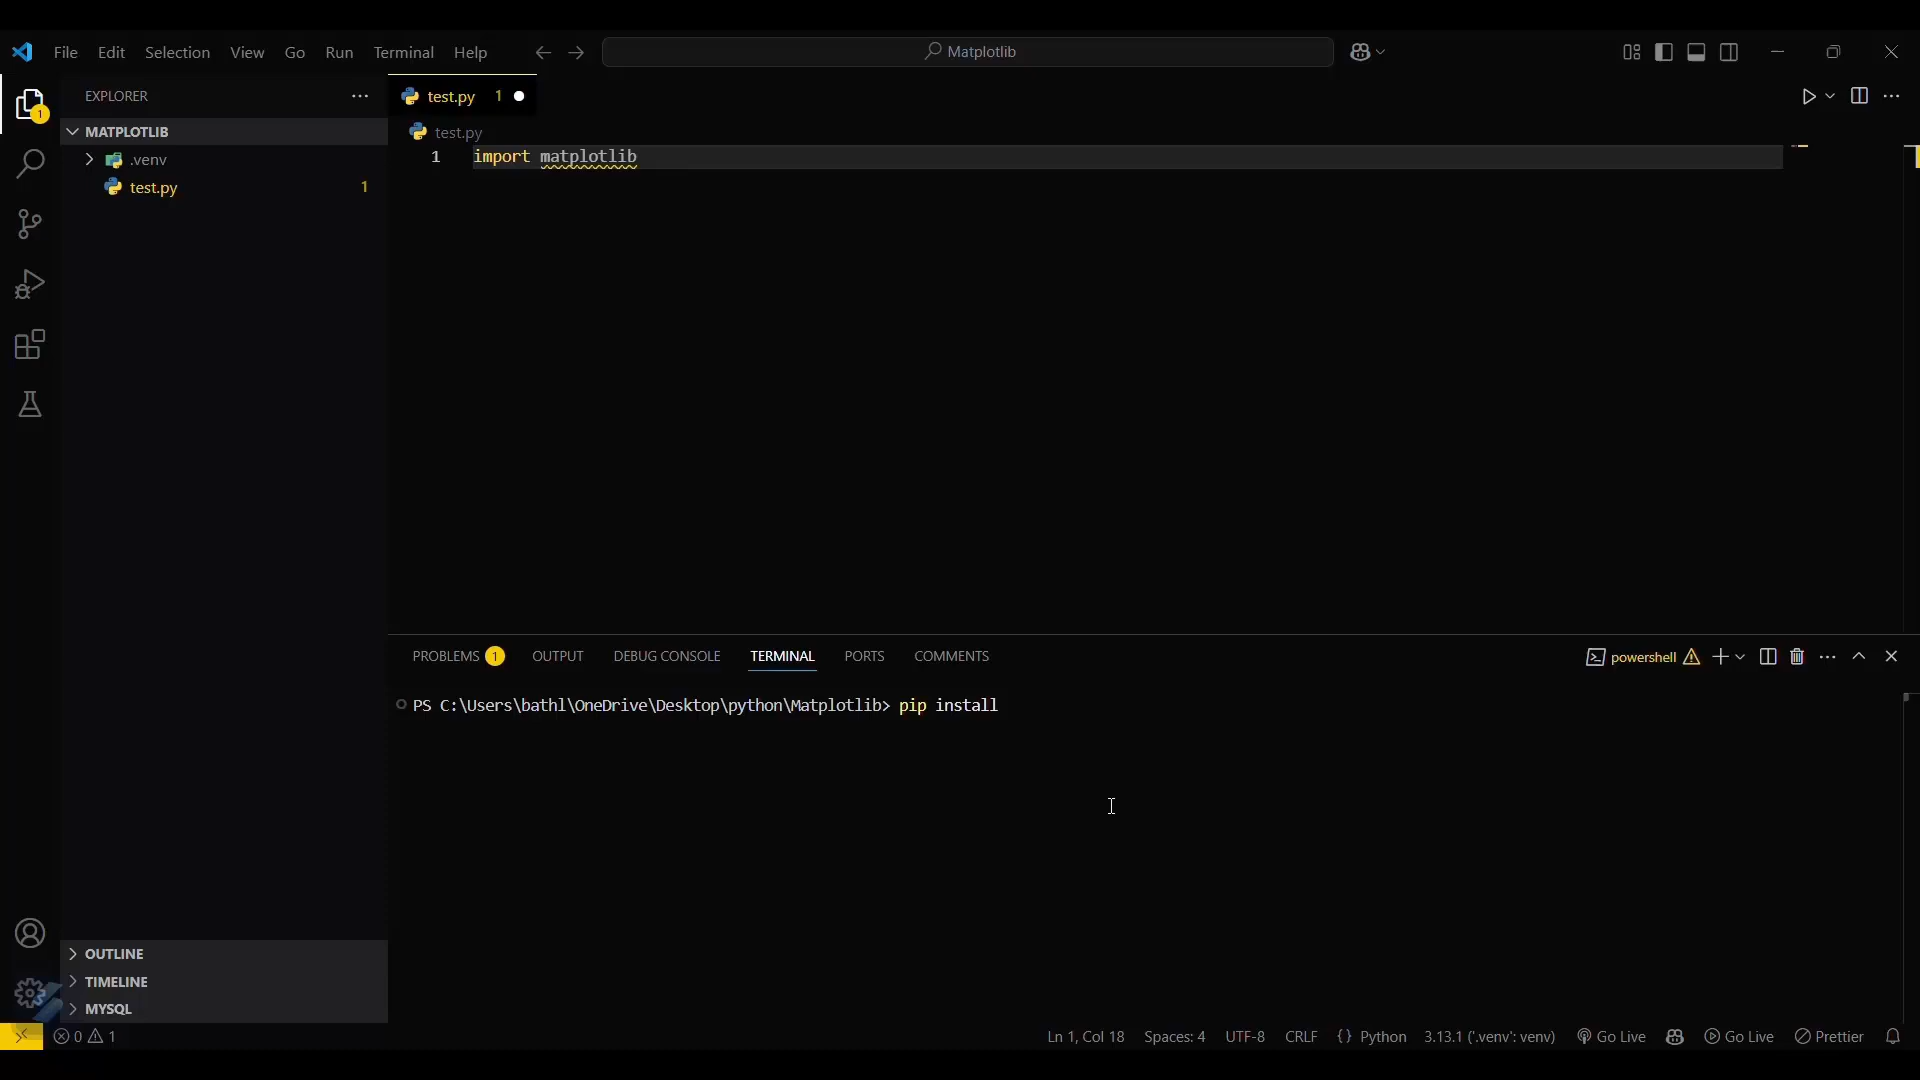 File Edit Selection View Go Run Terminal Help
Matplotlib
EXPLORER
1
MATPLOTLIB
.venv
test.py 1
test.py 1
test.py
1 import matplotlib
PROBLEMS 1 OUTPUT DEBUG CONSOLE TERMINAL PORTS COMMENTS
powershell
PS C:\Users\bathl\OneDrive\Desktop\python\Matplotlib> pip install
OUTLINE
TIMELINE
MYSQL
0 1
Ln 1, Col 18 Spaces: 4 UTF-8 CRLF {} Python 3.13.1 ('.venv': venv) Go Live Go Live Prettier